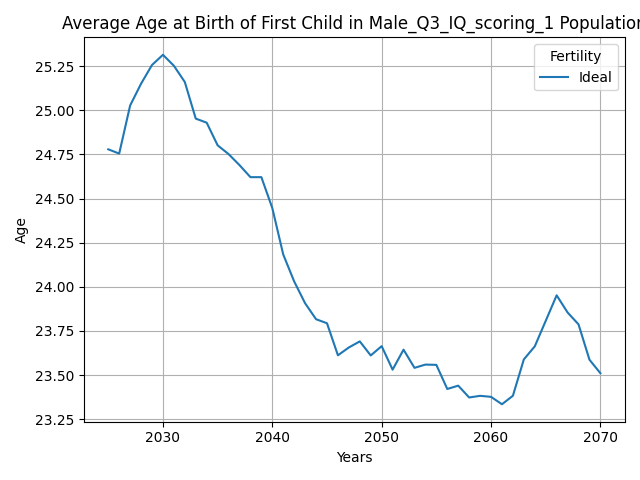 Average Age at Birth of First Child in Male_Q3_IQ_scoring_1 Population
Fertility
Ideal
25.25
25.00
24.75
24.50
24.25
24.00
23.75
23.50
23.25
Age
2030 2040 2050 2060 2070
Years